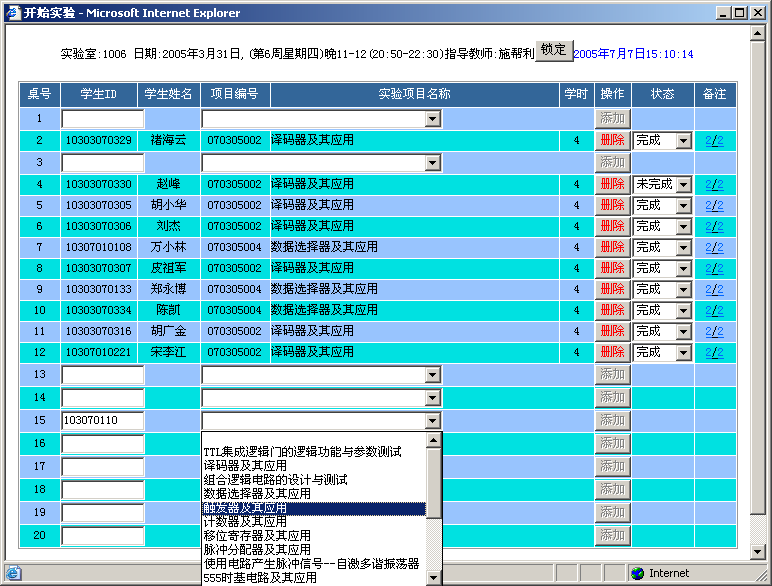 开始实验 - Microsoft Internet Explorer
实验室:1006 日期:2005年3月31日, (第6周星期四)晚11-12(20:50-22:30)指导教师:施帮利 锁定 2005年7月7日15:10:14
桌号 学生ID 学生姓名 项目编号 实验项目名称 学时 操作 状态 备注
1 添加
2 10303070329 褚海云 070305002 译码器及其应用 4 删除 完成 2/2
3 添加
4 10303070330 赵峰 070305002 译码器及其应用 4 删除 未完成 2/2
5 10303070305 胡小华 070305002 译码器及其应用 4 删除 完成 2/2
6 10303070306 刘杰 070305002 译码器及其应用 4 删除 完成 2/2
7 10307010108 万小林 070305004 数据选择器及其应用 4 删除 完成 2/2
8 10303070307 皮祖军 070305002 译码器及其应用 4 删除 完成 2/2
9 10303070133 郑永博 070305004 数据选择器及其应用 4 删除 完成 2/2
10 10303070334 陈凯 070305004 数据选择器及其应用 4 删除 完成 2/2
11 10303070316 胡广金 070305002 译码器及其应用 4 删除 完成 2/2
12 10307010221 宋李江 070305002 译码器及其应用 4 删除 完成 2/2
13 添加
14 添加
15 103070110 添加
16 添加
17 添加
18 添加
19 添加
20 添加
TTL集成逻辑门的逻辑功能与参数测试
译码器及其应用
组合逻辑电路的设计与测试
数据选择器及其应用
触发器及其应用
计数器及其应用
移位寄存器及其应用
脉冲分配器及其应用
使用电路产生脉冲信号--自激多谐振荡器
555时基电路及其应用
Internet